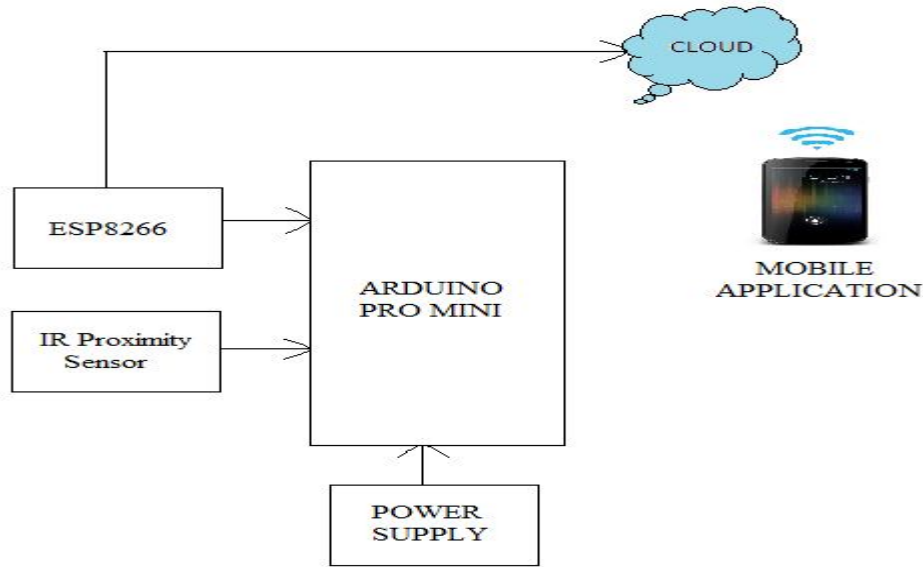 CLOUD
ESP8266
ARDUINO
PRO MINI
MOBILE
APPLICATION
IR Proximity
Sensor
POWER
SUPPLY